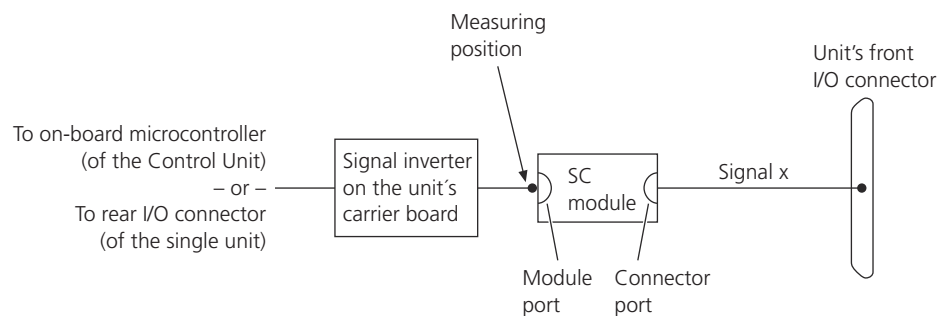 Measuring
position
Unit's front
I/O connector
To on-board microcontroller
(of the Control Unit)
– or –
To rear I/O connector
(of the single unit)
Signal inverter
on the unit´s
carrier board
SC
module
Signal x
Module
port
Connector
port